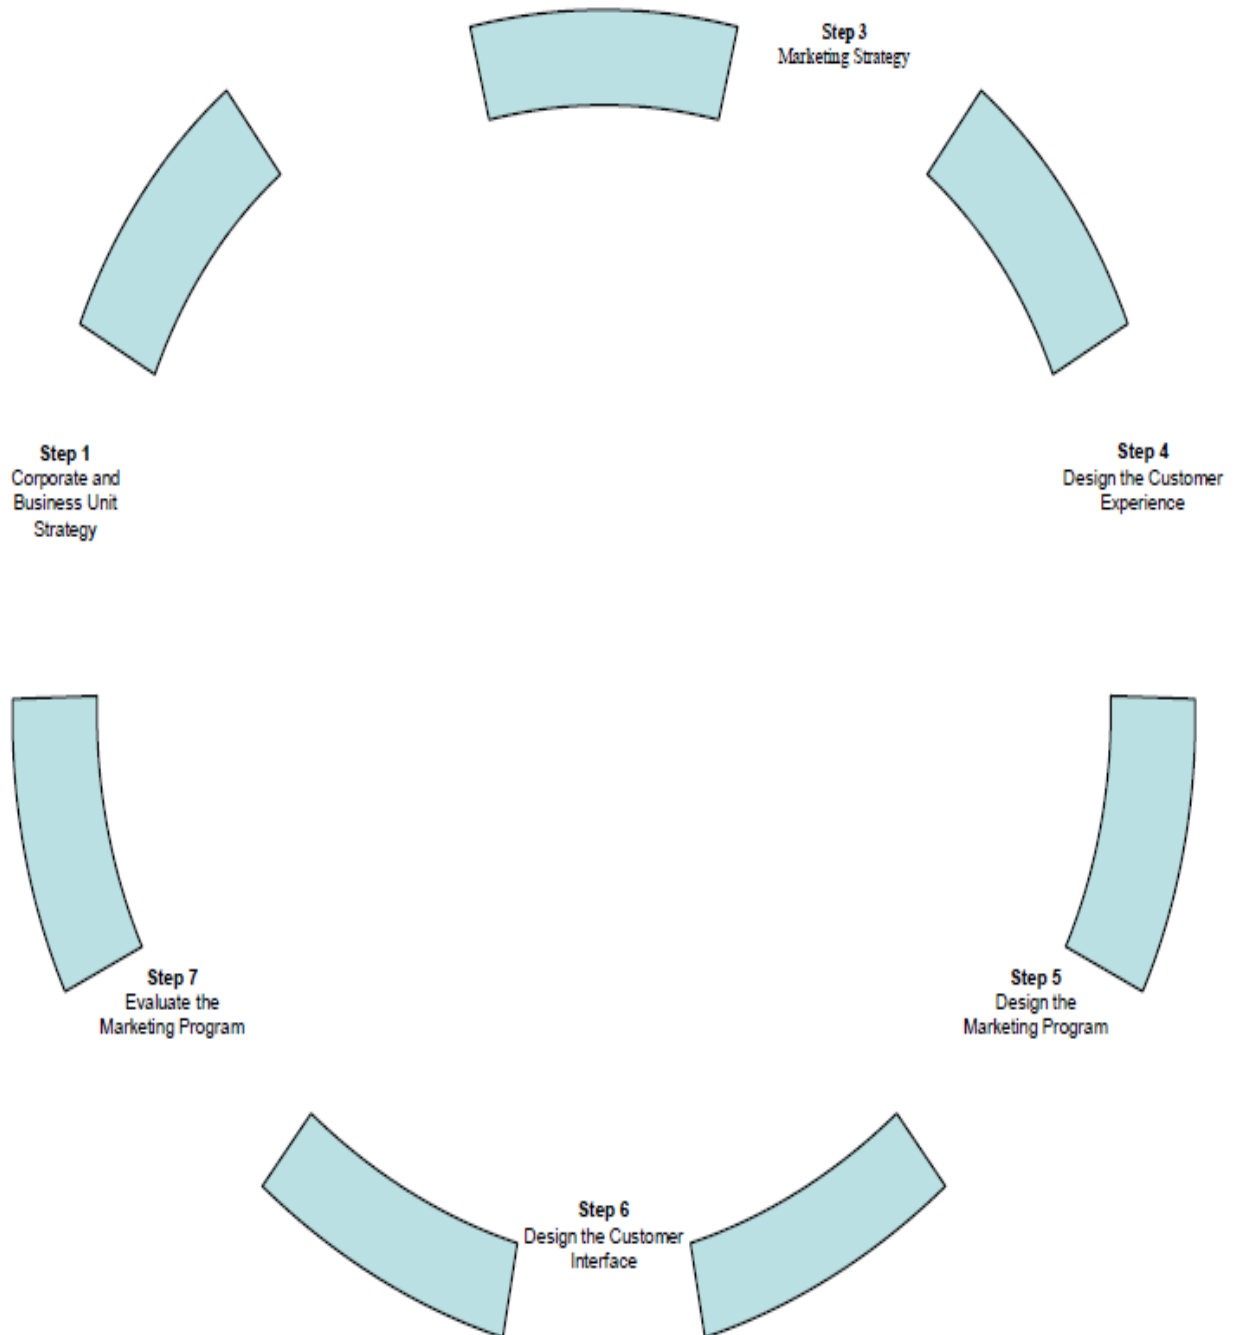 Step 3
Marketing Strategy
Step 1
Corporate and
Business Unit
Strategy
Step 4
Design the Customer
Experience
Step 7
Evaluate the
Marketing Program
Step 5
Design the
Marketing Program
Step 6
Design the Customer
Interface